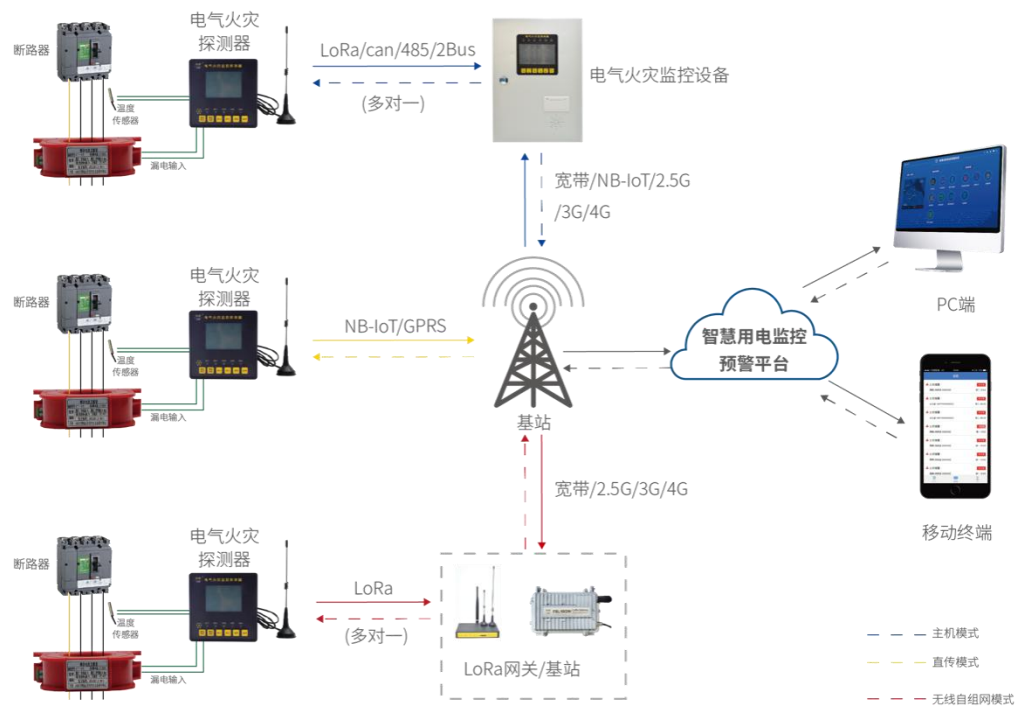 电气火灾
探测器
断路器
温度
传感器
漏电输入
LoRa/can/485/2Bus
(多对一)
电气火灾监控设备
宽带/NB-IoT/2.5G
/3G/4G
电气火灾
探测器
断路器
温度
传感器
漏电输入
NB-IoT/GPRS
基站
智慧用电监控
预警平台
PC端
移动终端
宽带/2.5G/3G/4G
电气火灾
探测器
断路器
温度
传感器
漏电输入
LoRa
(多对一)
LoRa网关/基站
主机模式
直传模式
无线自组网模式